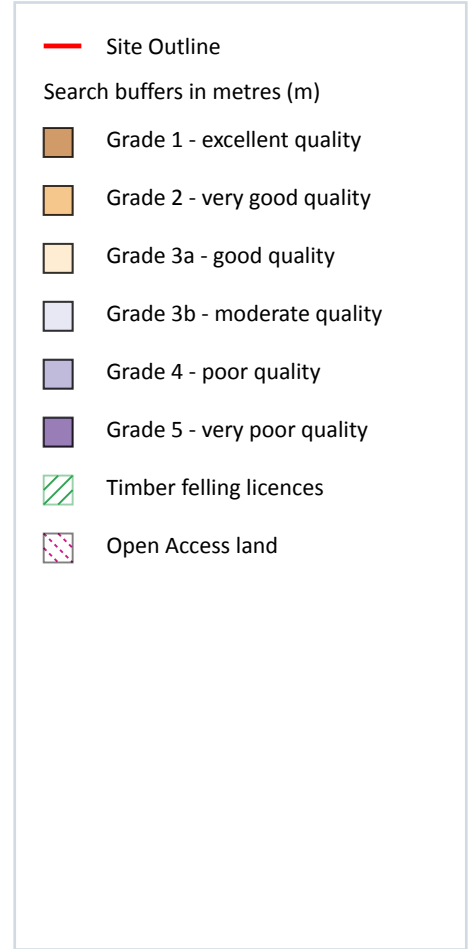 Site Outline
Search buffers in metres (m)
Grade 1 - excellent quality
Grade 2 - very good quality
Grade 3a - good quality
Grade 3b - moderate quality
Grade 4 - poor quality
Grade 5 - very poor quality
Timber felling licences
Open Access land